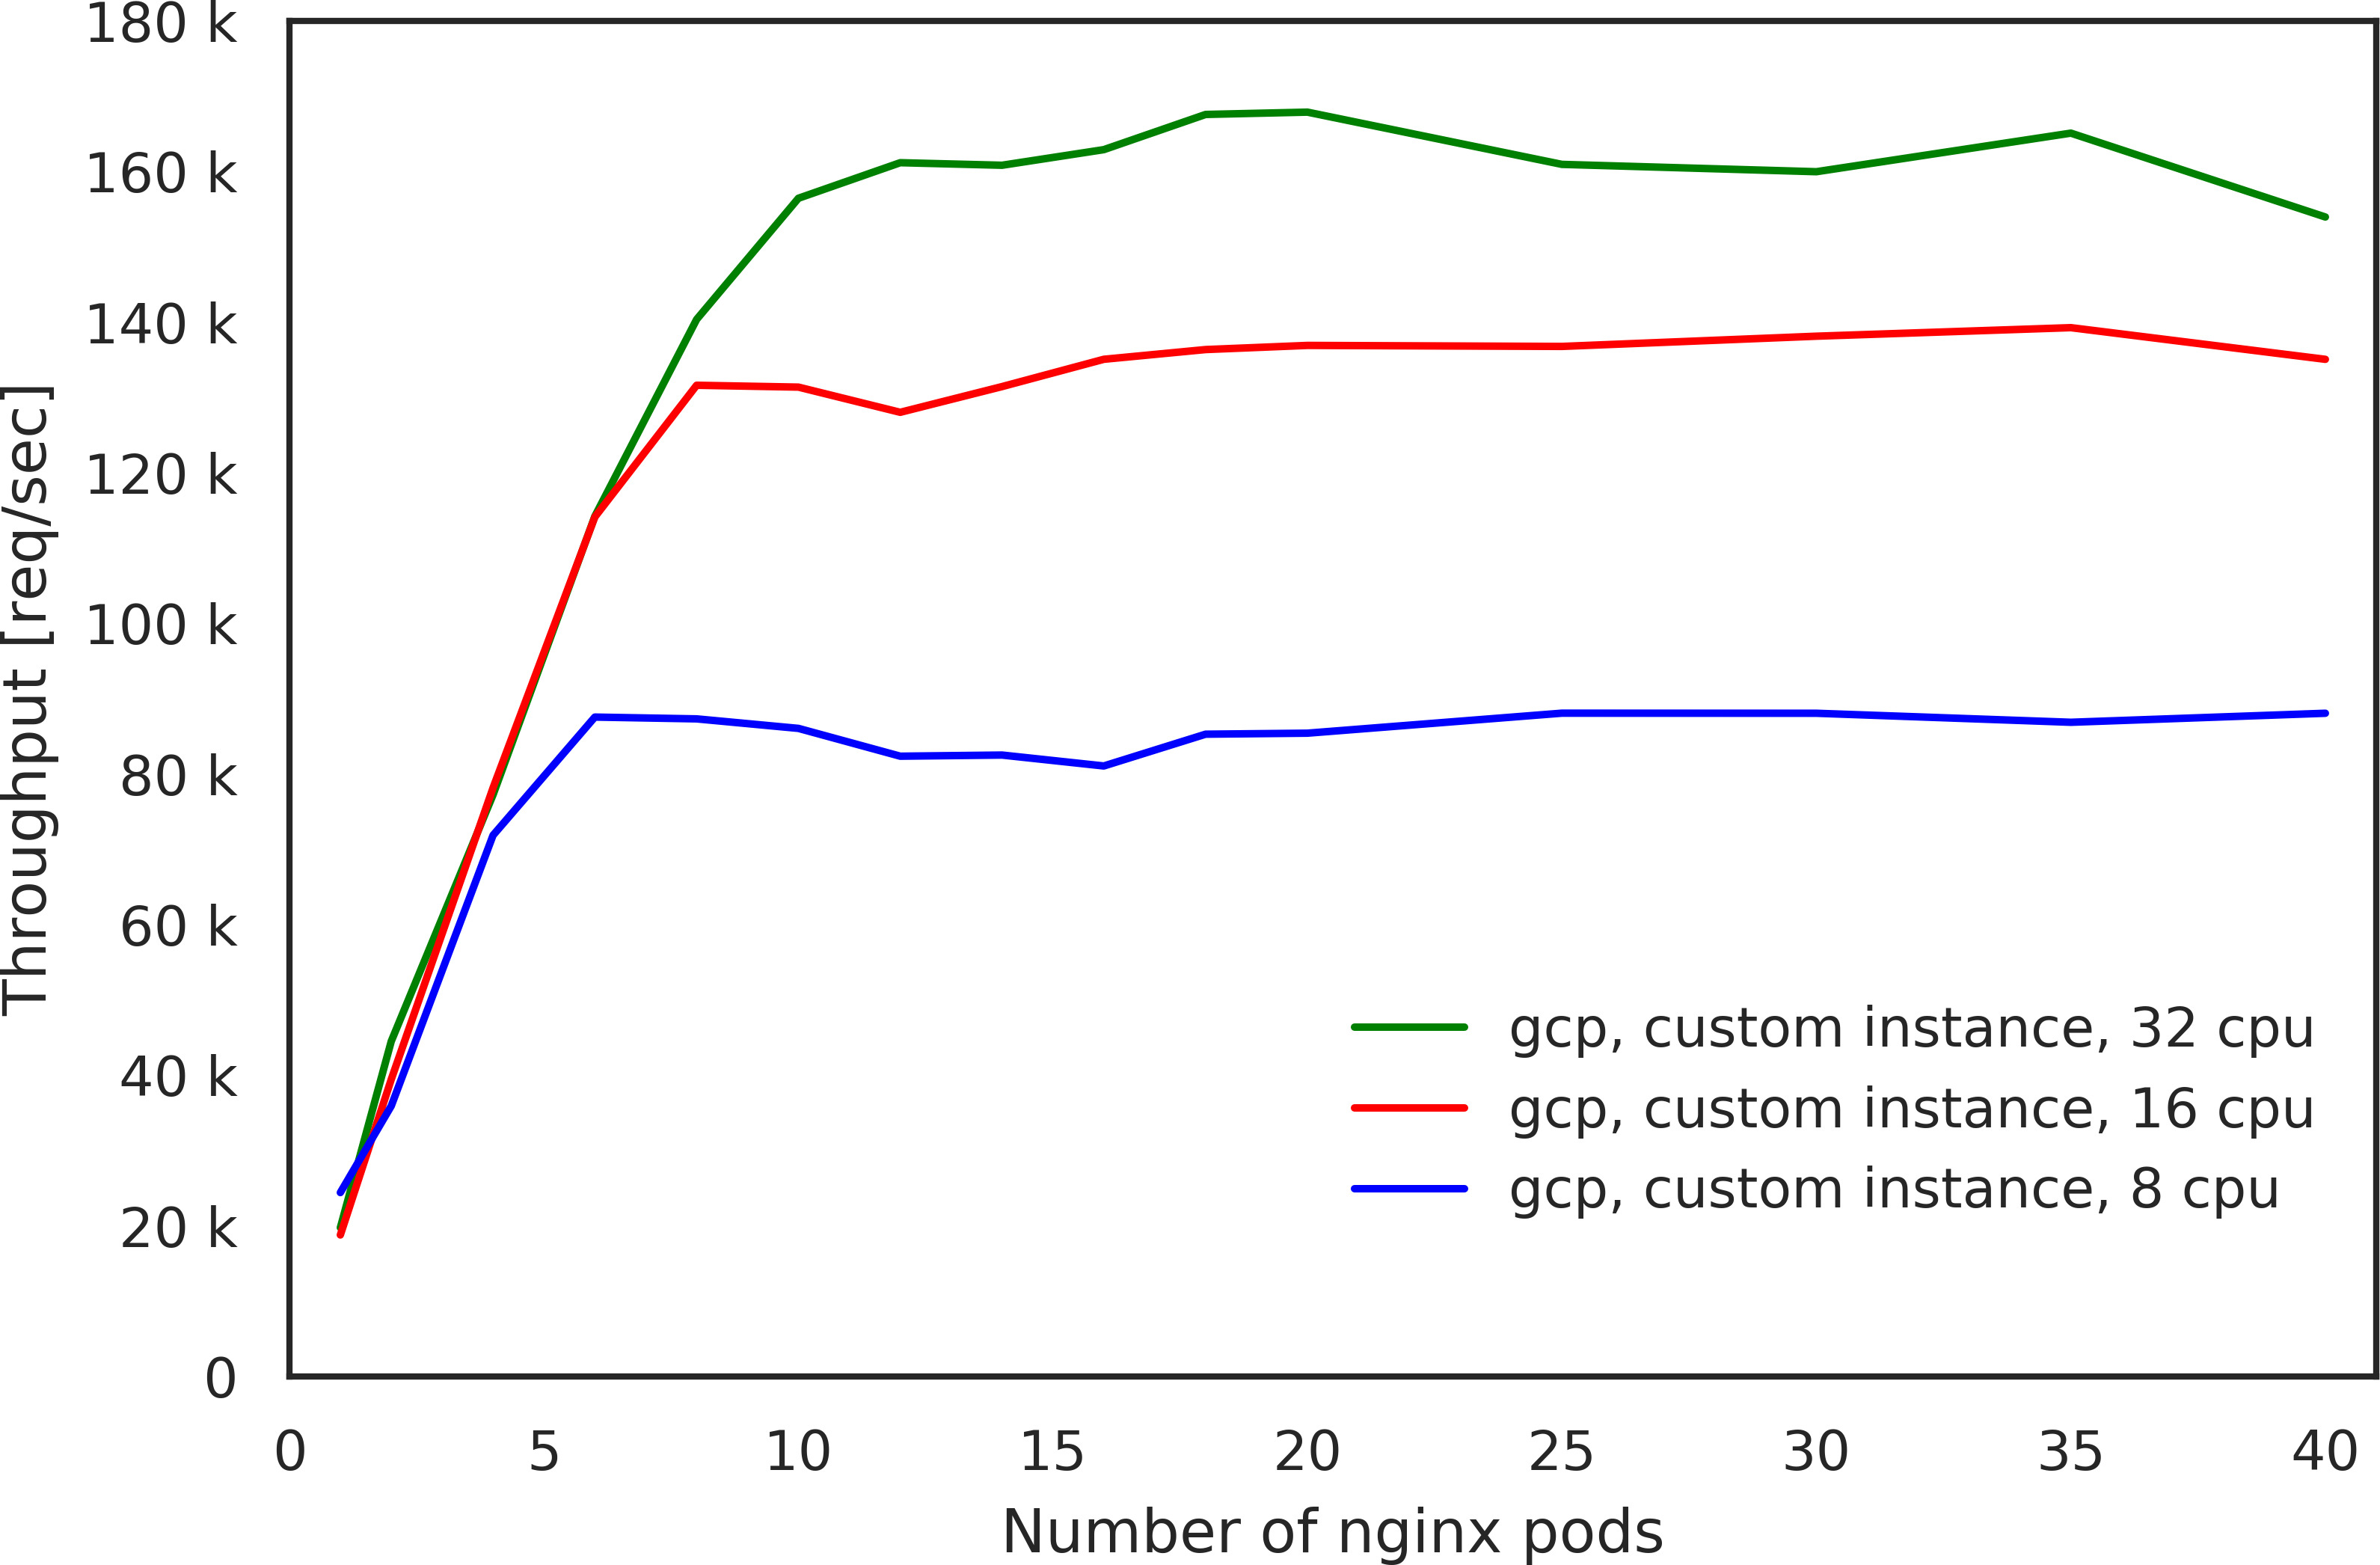 180 k
160 k
140 k
120 k
100 k
80 k
60 k
40 k
20 k
0
Throughput [req/sec]
gcp, custom instance, 32 cpu
gcp, custom instance, 16 cpu
gcp, custom instance, 8 cpu
0 5 10 15 20 25 30 35 40
Number of nginx pods